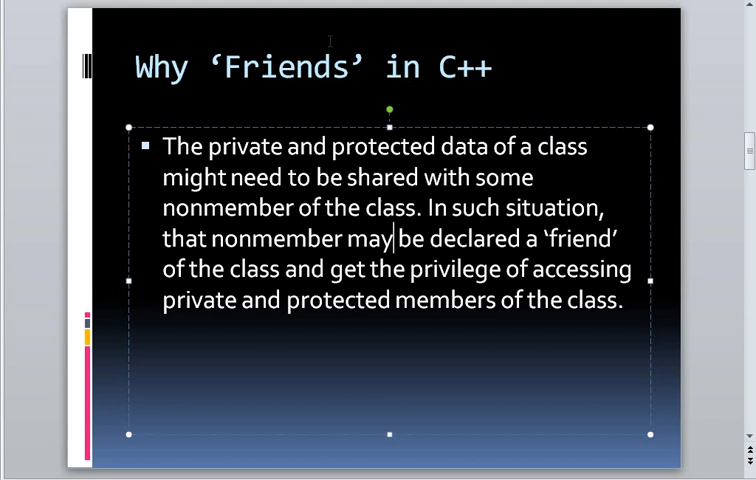 Why ‘Friends’ in C++
The private and protected data of a class
might need to be shared with some
nonmember of the class. In such situation,
that nonmember may be declared a ‘friend’
of the class and get the privilege of accessing
private and protected members of the class.